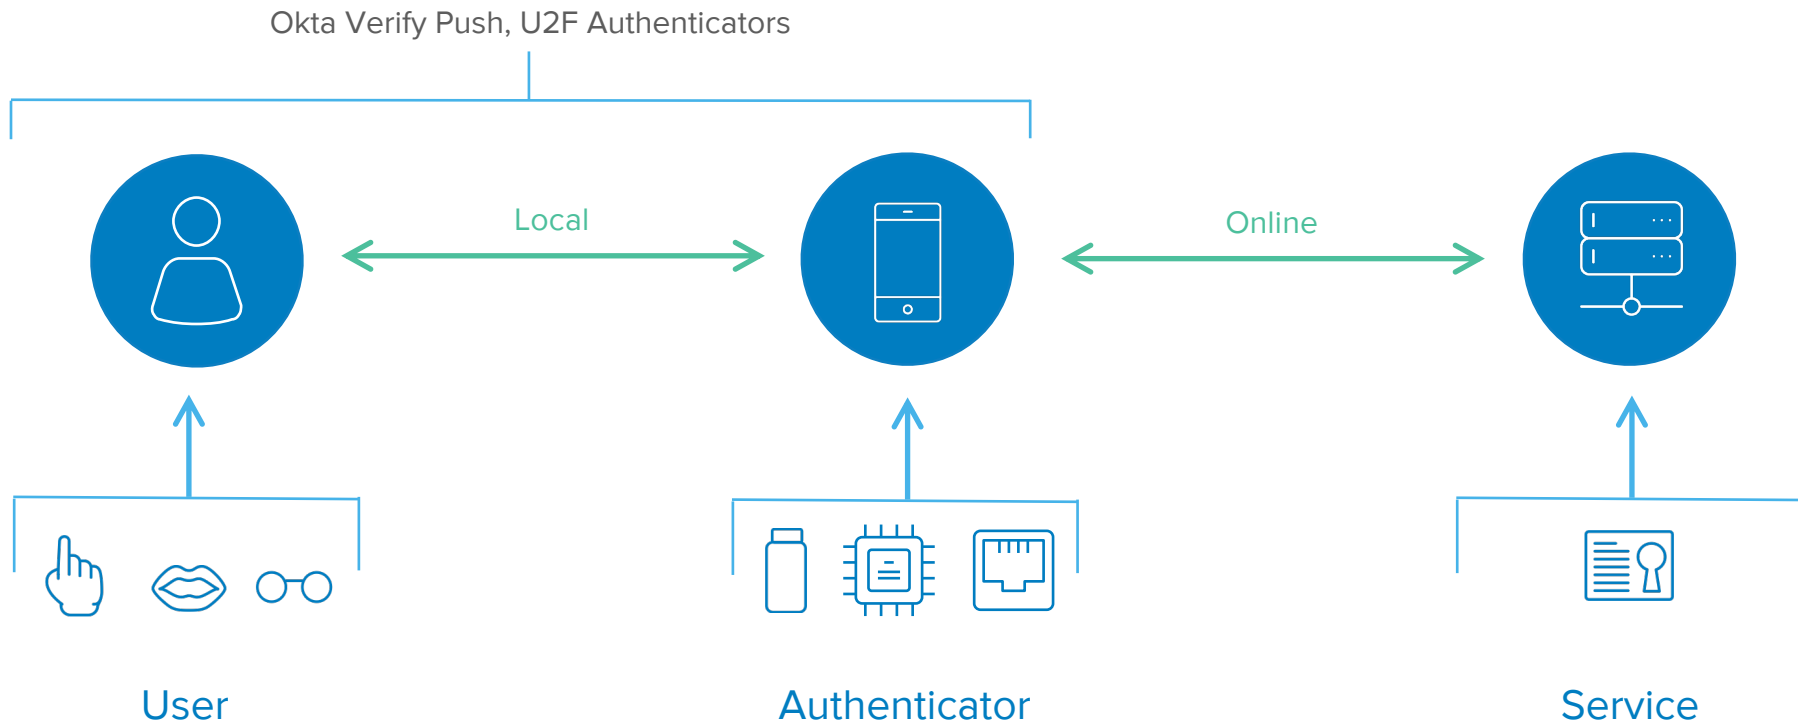 Okta Verify Push, U2F Authenticators
Local
Online
User
Authenticator
Service